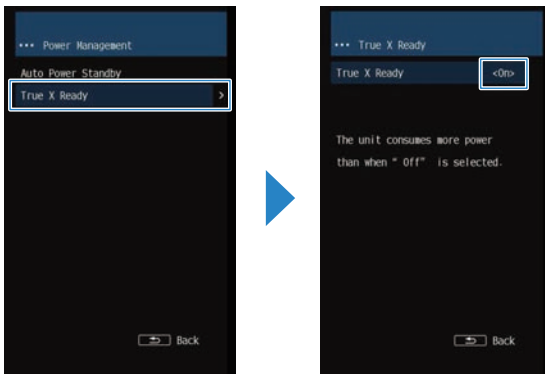 ••• Power Management
Auto Power Standby
True X Ready >
Back
••• True X Ready
True X Ready <On>
The unit consumes more power
than when “ Off” is selected.
Back